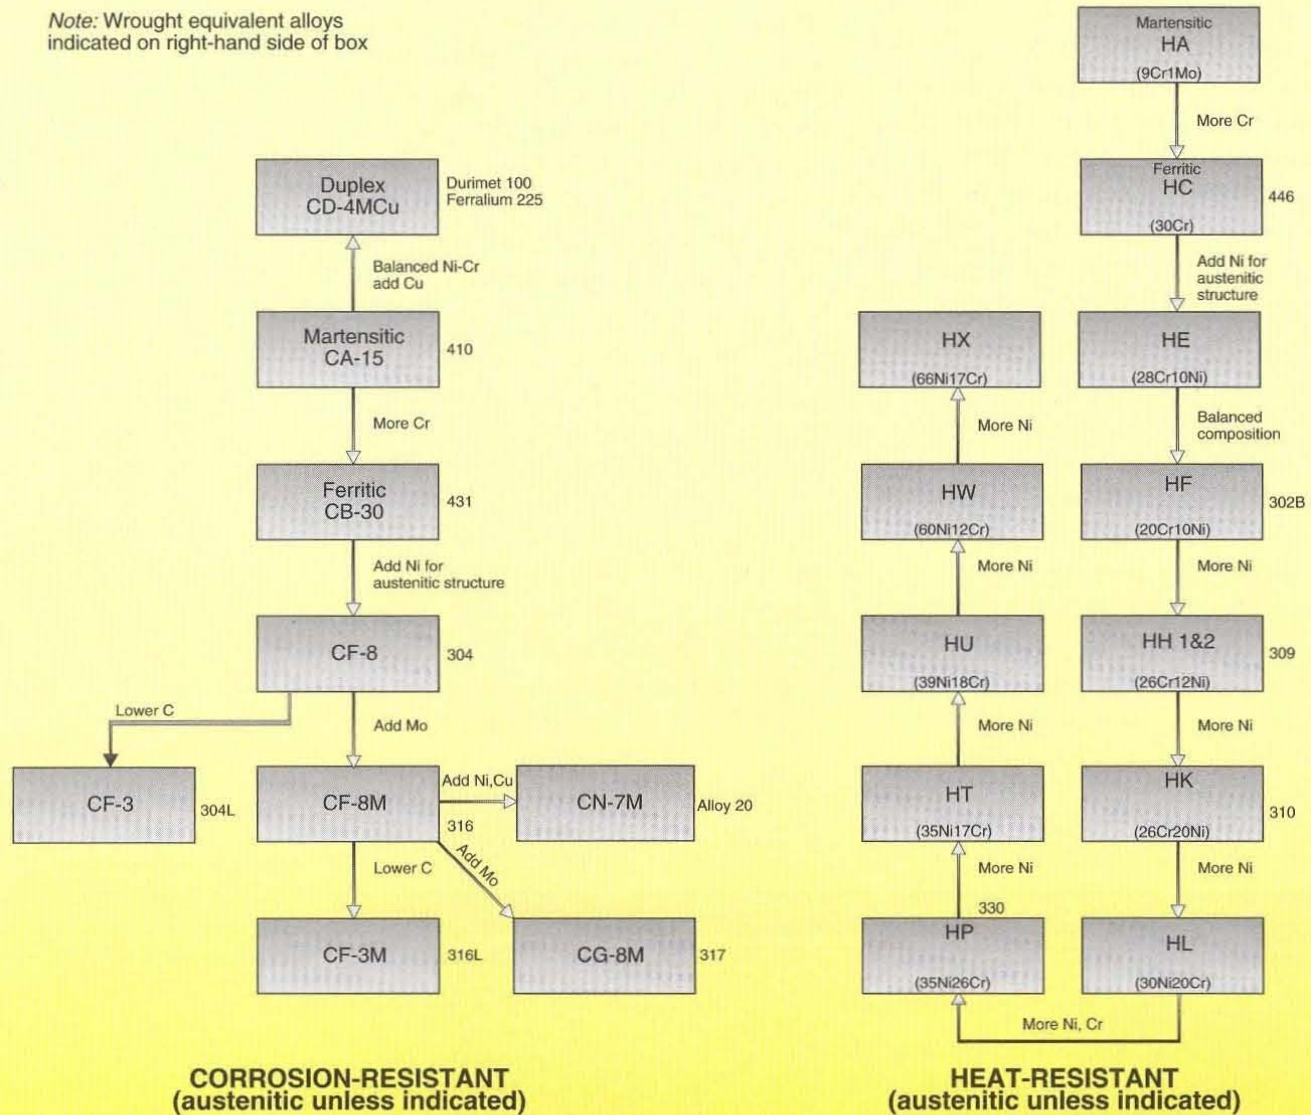 Note: Wrought equivalent alloys
indicated on right-hand side of box
Duplex
CD-4MCu
Durimet 100
Ferralium 225
Balanced Ni-Cr
add Cu
Martensitic
CA-15
410
More Cr
Ferritic
CB-30
431
Add Ni for
austenitic structure
CF-8
304
Lower C
Add Mo
CF-3
304L
CF-8M
316
Add Ni,Cu
CN-7M
Alloy 20
Lower C
Add Mo
CF-3M
316L
CG-8M
317
CORROSION-RESISTANT
(austenitic unless indicated)
Martensitic
HA
(9Cr1Mo)
More Cr
Ferritic
HC
(30Cr)
446
Add Ni for
austenitic
structure
HE
(28Cr10Ni)
Balanced
composition
HF
(20Cr10Ni)
302B
More Ni
HH 1&2
(26Cr12Ni)
309
More Ni
HK
(26Cr20Ni)
310
More Ni
HL
(30Ni20Cr)
More Ni, Cr
330
HP
(35Ni26Cr)
More Ni
HT
(35Ni17Cr)
More Ni
HU
(39Ni18Cr)
More Ni
HW
(60Ni12Cr)
More Ni
HX
(66Ni17Cr)
HEAT-RESISTANT
(austenitic unless indicated)